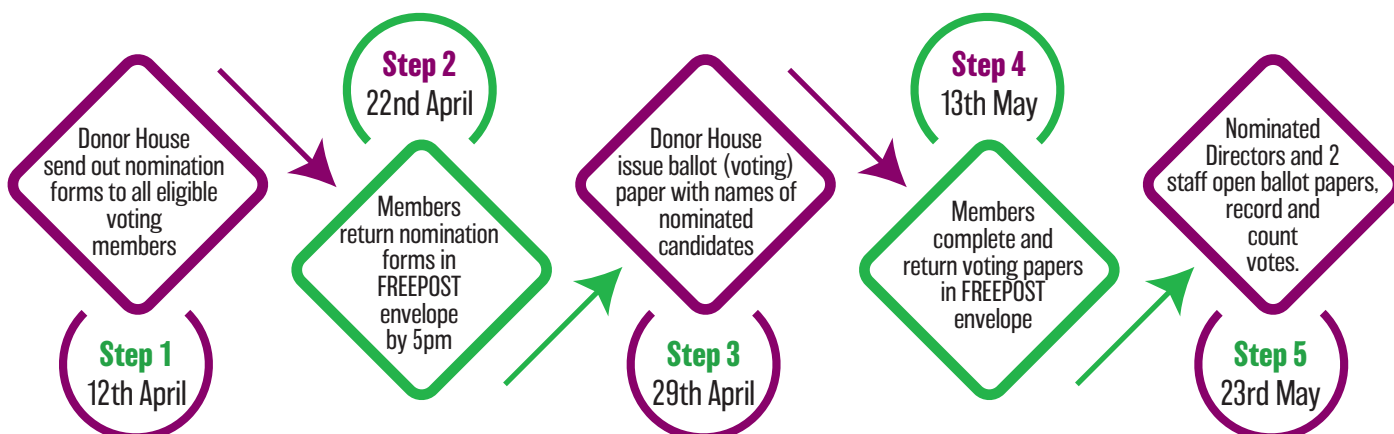 Donor House
send out nomination
forms to all eligible
voting
members
Step 1
12th April
Step 2
22nd April
Members
return nomination
forms in
FREEPOST
envelope
by 5pm
Donor House
issue ballot (voting)
paper with names of
nominated
candidates
Step 3
29th April
Step 4
13th May
Members
complete and
return voting papers
in FREEPOST
envelope
Nominated
Directors and 2
staff open ballot papers,
record and
count
votes.
Step 5
23rd May